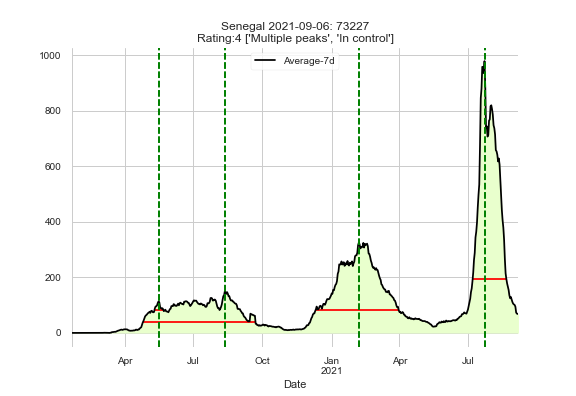 Senegal 2021-09-06: 73227
Rating:4 ['Multiple peaks', 'In control']
Average-7d
1000
800
600
400
200
0
Apr
Jul
Oct
Jan
2021
Apr
Jul
Date